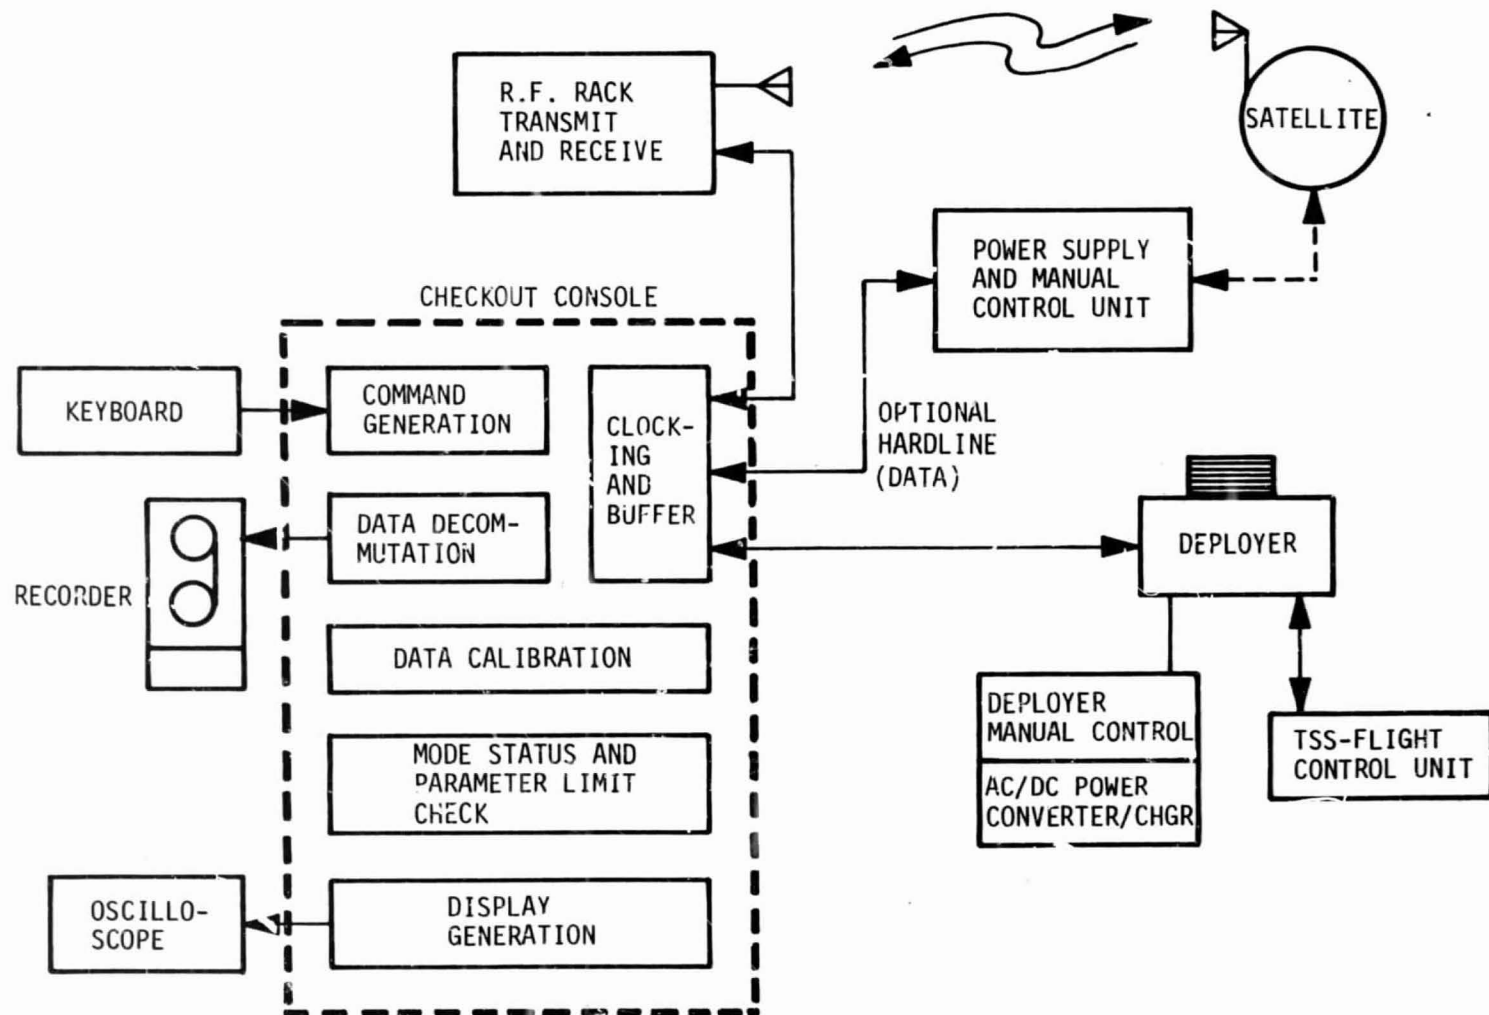 R.F. RACK
TRANSMIT
AND RECEIVE
SATELLITE
POWER SUPPLY
AND MANUAL
CONTROL UNIT
CHECKOUT CONSOLE
KEYBOARD
COMMAND
GENERATION
CLOCK-
ING
AND
BUFFER
OPTIONAL
HARDLINE
(DATA)
DATA DECOM-
MUTATION
RECORDER
DEPLOYER
DATA CALIBRATION
DEPLOYER
MANUAL CONTROL
AC/DC POWER
CONVERTER/CHGR
TSS-FLIGHT
CONTROL UNIT
MODE STATUS AND
PARAMETER LIMIT
CHECK
OSCILLO-
SCOPE
DISPLAY
GENERATION